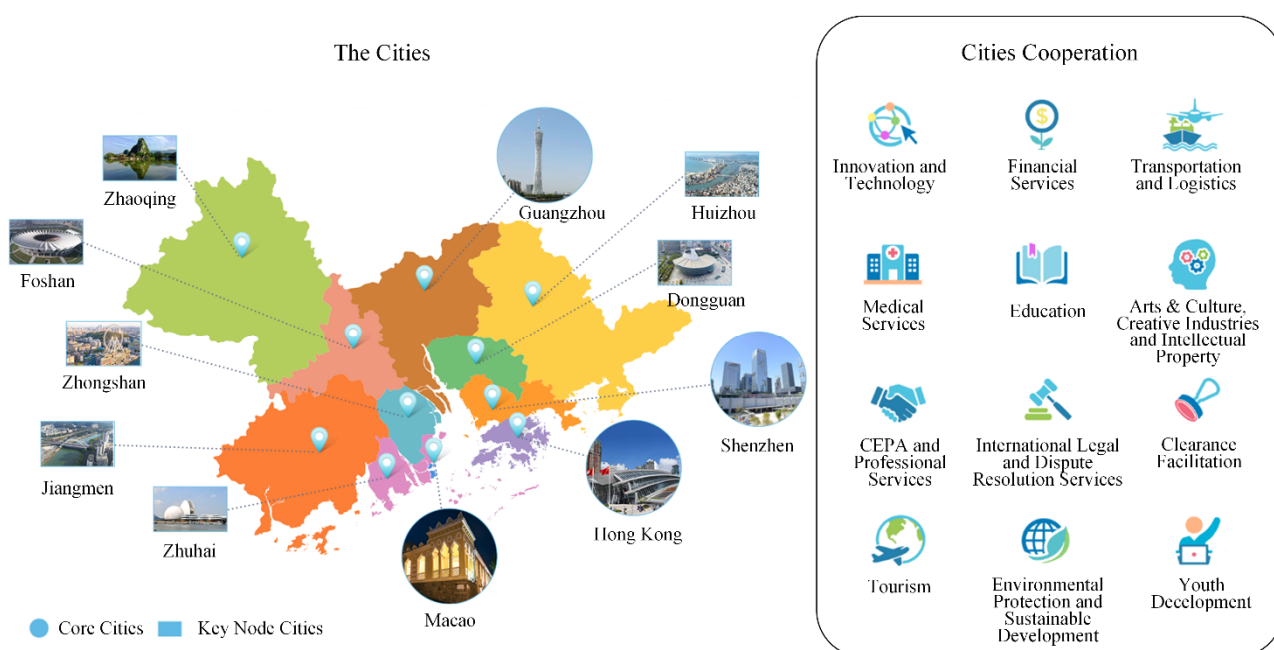 The Cities
Zhaoqing
Foshan
Zhongshan
Jiangmen
Zhuhai
Guangzhou
Huizhou
Dongguan
Shenzhen
Hong Kong
Macao
Core Cities
Key Node Cities
Cities Cooperation
Innovation and
Technology
Financial
Services
Transportation
and Logistics
Medical
Services
Education
Arts & Culture,
Creative Industries
and Intellectual
Property
CEPA and
Professional
Services
International Legal
and Dispute
Resolution Services
Clearance
Facilitation
Tourism
Environmental
Protection and
Sustainable
Development
Youth
Development